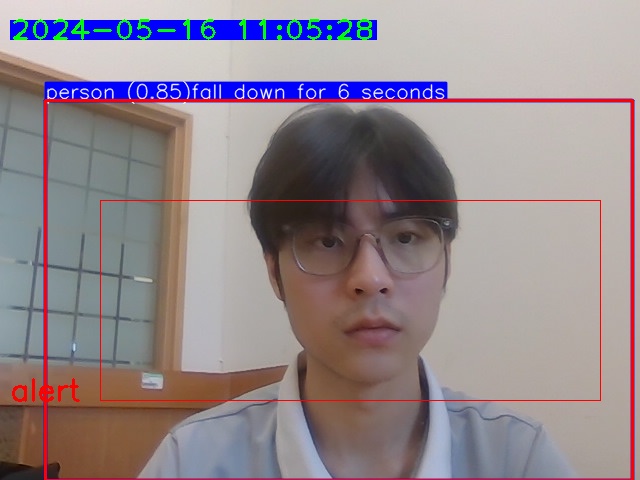 2024-05-16 11:05:28
person (0.85)fall down for 6 seconds
alert